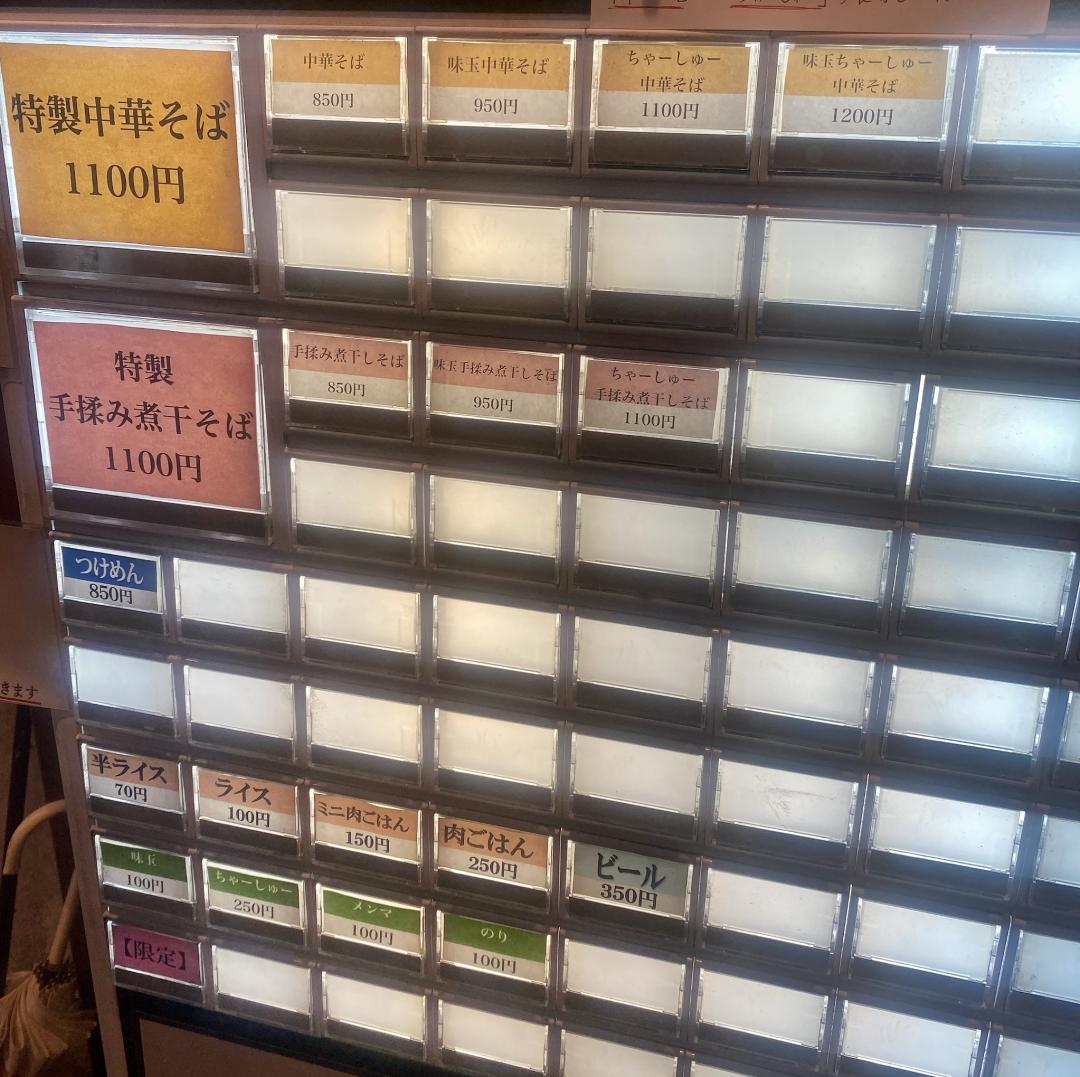 特製中華そば
1100円
中華そば
850円
味玉中華そば
950円
ちゃーしゅー
中華そば
1100円
味玉ちゃーしゅー
中華そば
1200円
特製
手揉み煮干そば
1100円
手揉み煮干しそば
850円
味玉手揉み煮干しそば
950円
ちゃーしゅー
手揉み煮干しそば
1100円
つけめん
850円
きます
半ライス
70円
ライス
100円
ミニ肉ごはん
150円
肉ごはん
250円
ビール
350円
味玉
100円
ちゃーしゅー
250円
メンマ
100円
のり
100円
【限定】